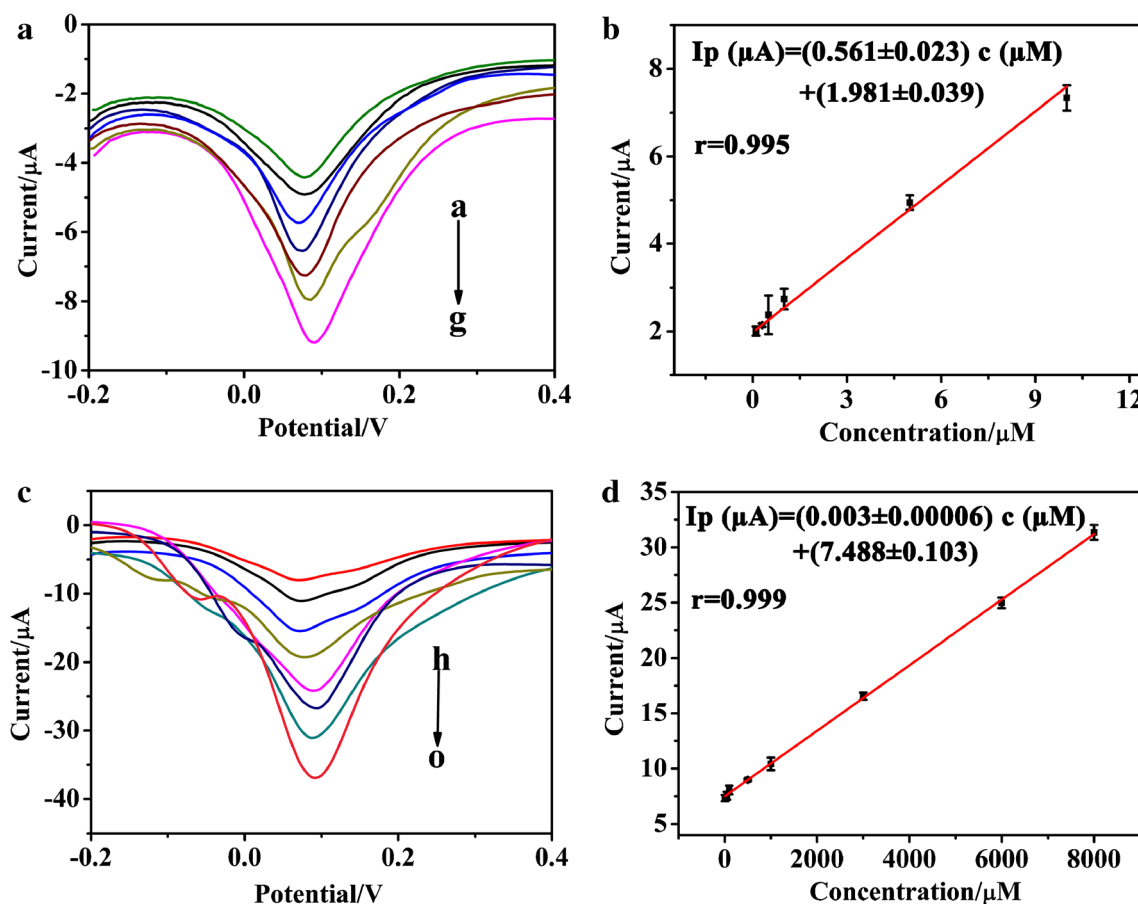 a
0
-2
-4
-6
-8
-10
Current/μA
-0.2
0.0
0.2
0.4
Potential/V
a
g
b
Ip (μA)=(0.561±0.023) c (μM)
+(1.981±0.039)
r=0.995
8
6
4
2
Current/μA
0
3
6
9
12
Concentration/μM
c
0
-10
-20
-30
-40
Current/μA
-0.2
0.0
0.2
0.4
Potential/V
h
o
d
Ip (μA)=(0.003±0.00006) c (μM)
+(7.488±0.103)
r=0.999
35
30
25
20
15
10
5
Current/μA
0
2000
4000
6000
8000
Concentration/μM